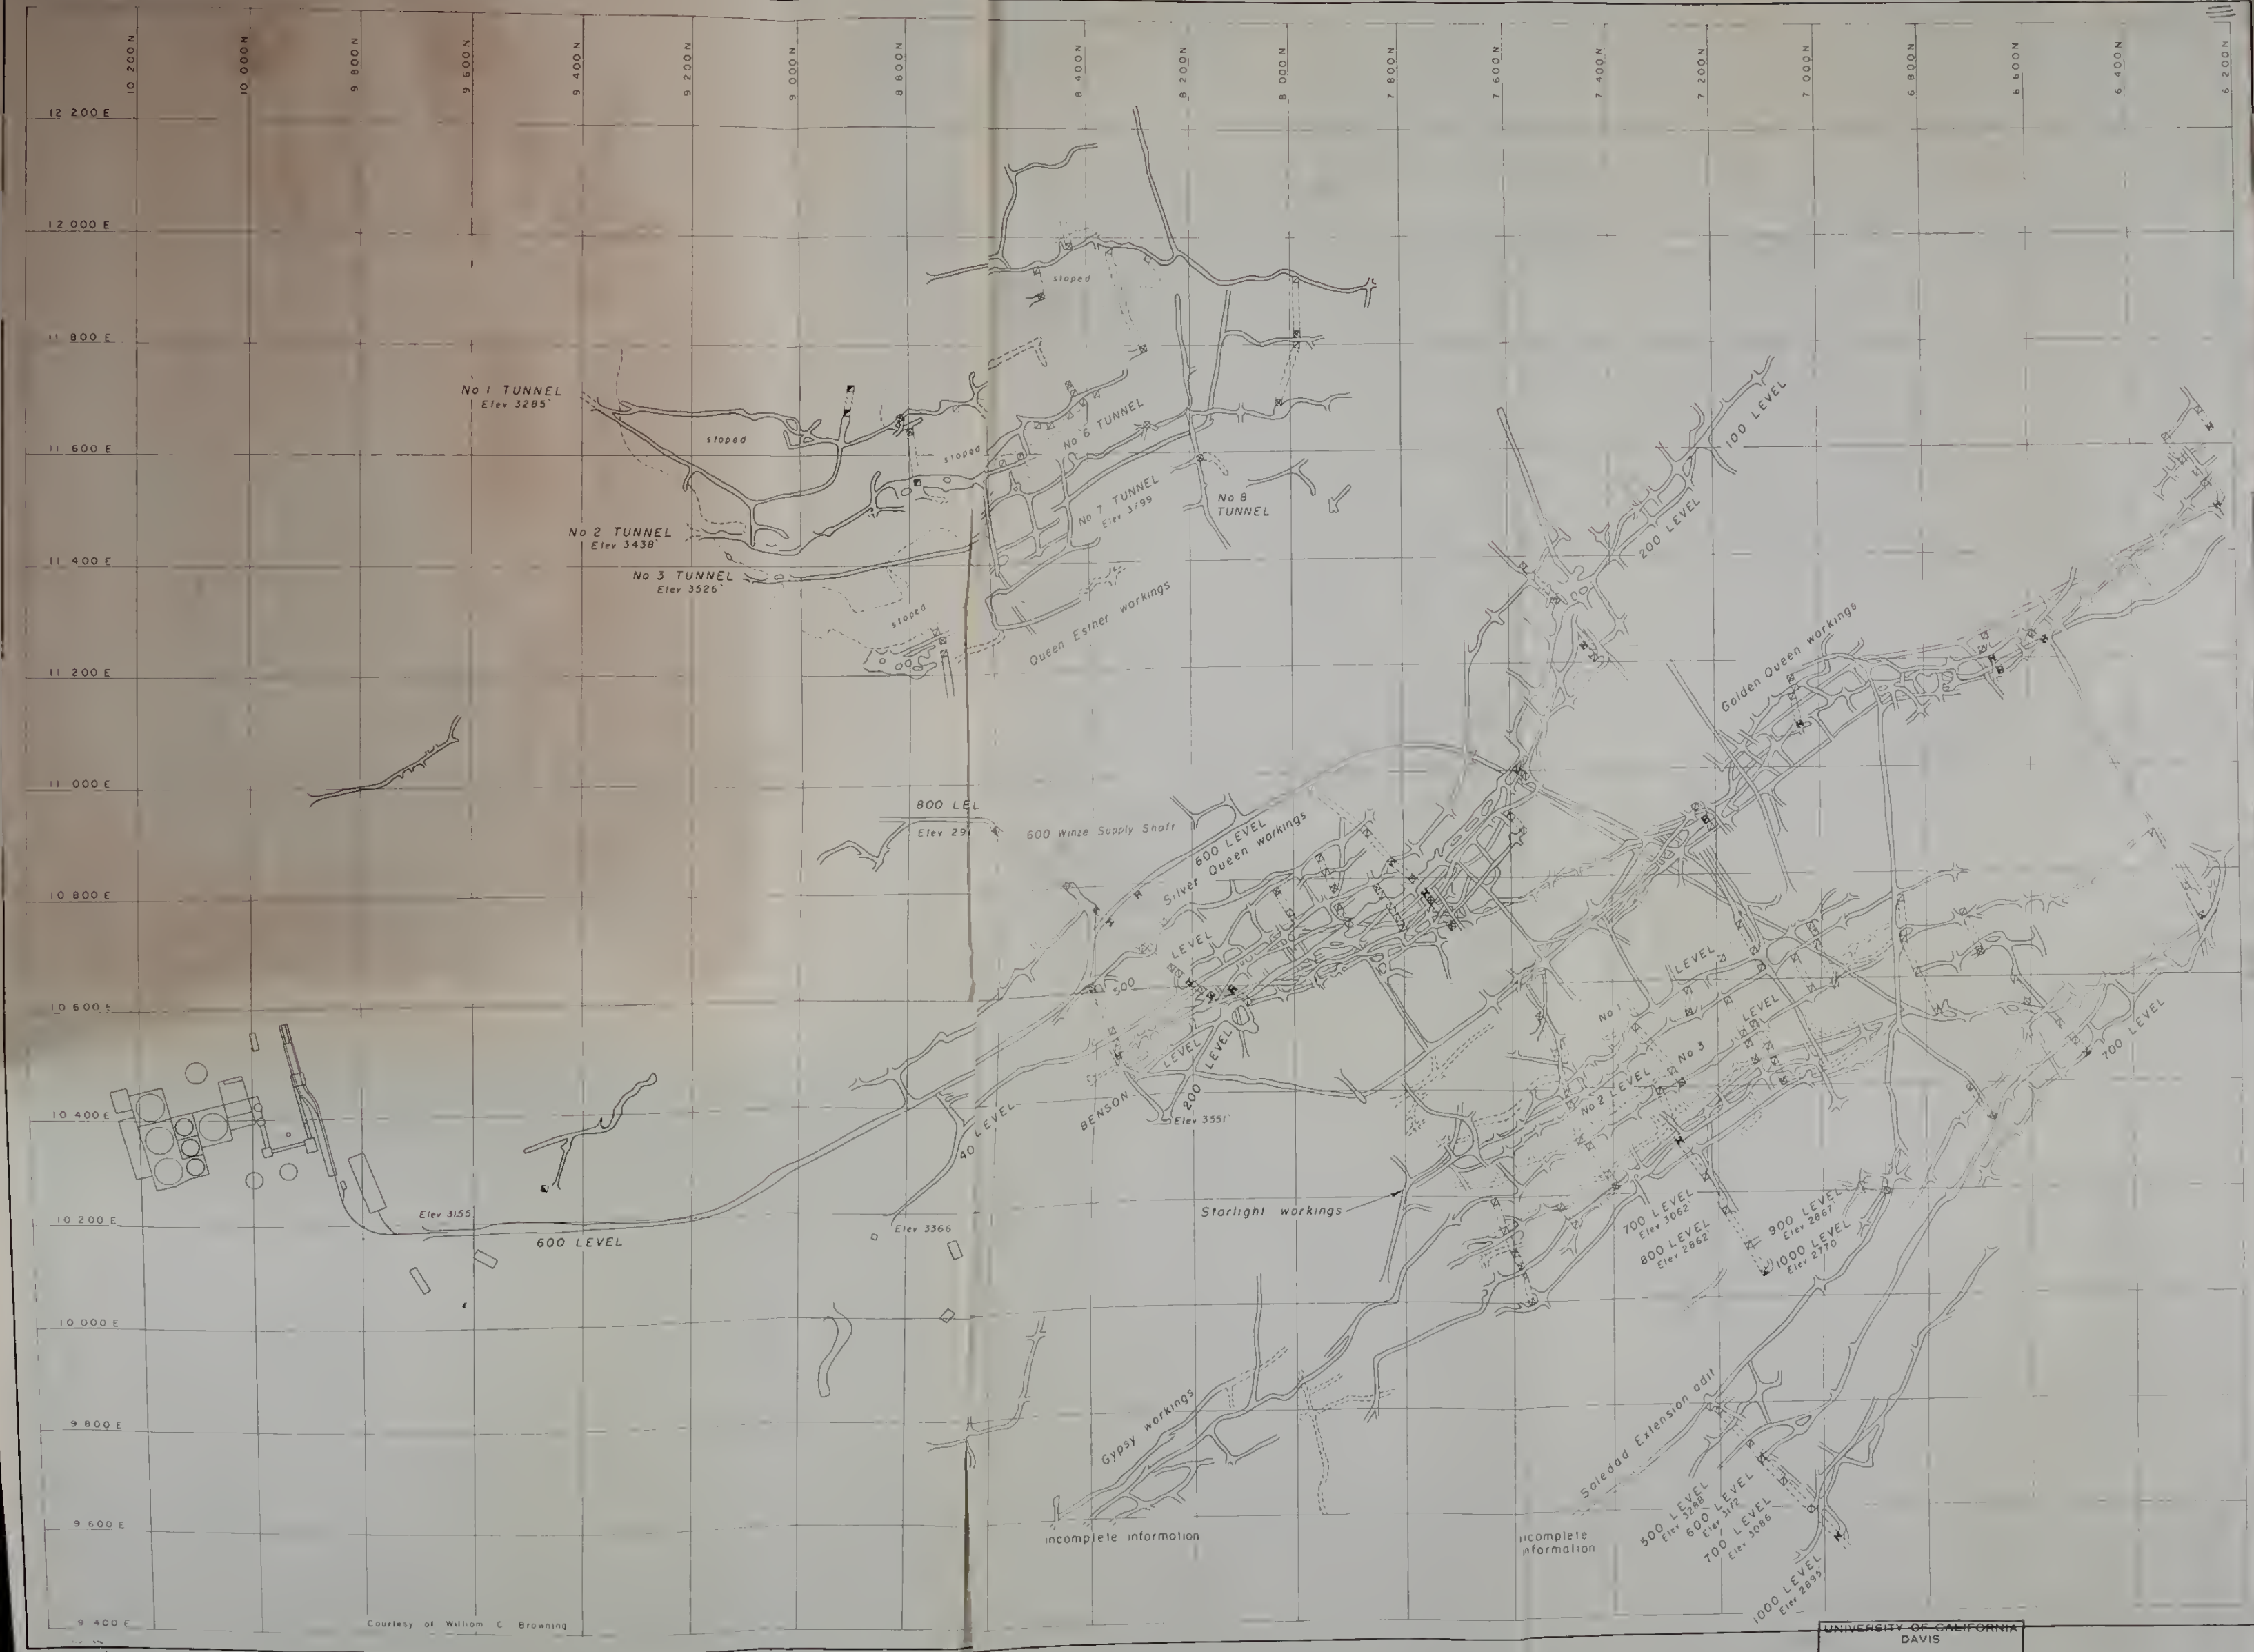 10 200 N
10 000 N
9 800 N
9 600 N
9 400 N
9 200 N
9 000 N
8 800 N
8 400 N
8 200 N
8 000 N
7 800 N
7 600 N
7 400 N
7 200 N
7 000 N
6 800 N
6 600 N
6 400 N
6 200 N
12 200 E
12 000 E
11 800 E
11 600 E
11 400 E
11 200 E
11 000 E
10 800 E
10 600 E
10 400 E
10 200 E
10 000 E
9 800 E
9 600 E
9 400 E
stoped
No 1 TUNNEL
Elev 3285'
stoped
stoped
No 6 TUNNEL
No 7 TUNNEL
No 8
TUNNEL
No 2 TUNNEL
Elev 3438'
No 3 TUNNEL
Elev 3526'
stoped
Queen Esther workings
100 LEVEL
200 LEVEL
Golden Queen workings
800 LEL
Elev 29
600 Winze Supply Shaft
600 LEVEL
Silver Queen workings
LEVEL
500
LEVEL
BENSON
200 LEVEL
Elev 3551'
40 LEVEL
Elev 3366
No 1 LEVEL
No 2 LEVEL
No 3 LEVEL
700 LEVEL
Starlight workings
700 LEVEL
Elev 3062'
800 LEVEL
Elev 2862'
900 LEVEL
Elev 2867'
1000 LEVEL
Elev 2770
Elev 3155
600 LEVEL
Gypsy workings
incomplete information
Soledad Extension adit
incomplete
information
500 LEVEL
Elev 3288'
600 LEVEL
Elev 3172
700 LEVEL
Elev 3086
1000 LEVEL
Elev 2895'
Courtesy of William C Browning
UNIVERSITY OF CALIFORNIA
DAVIS